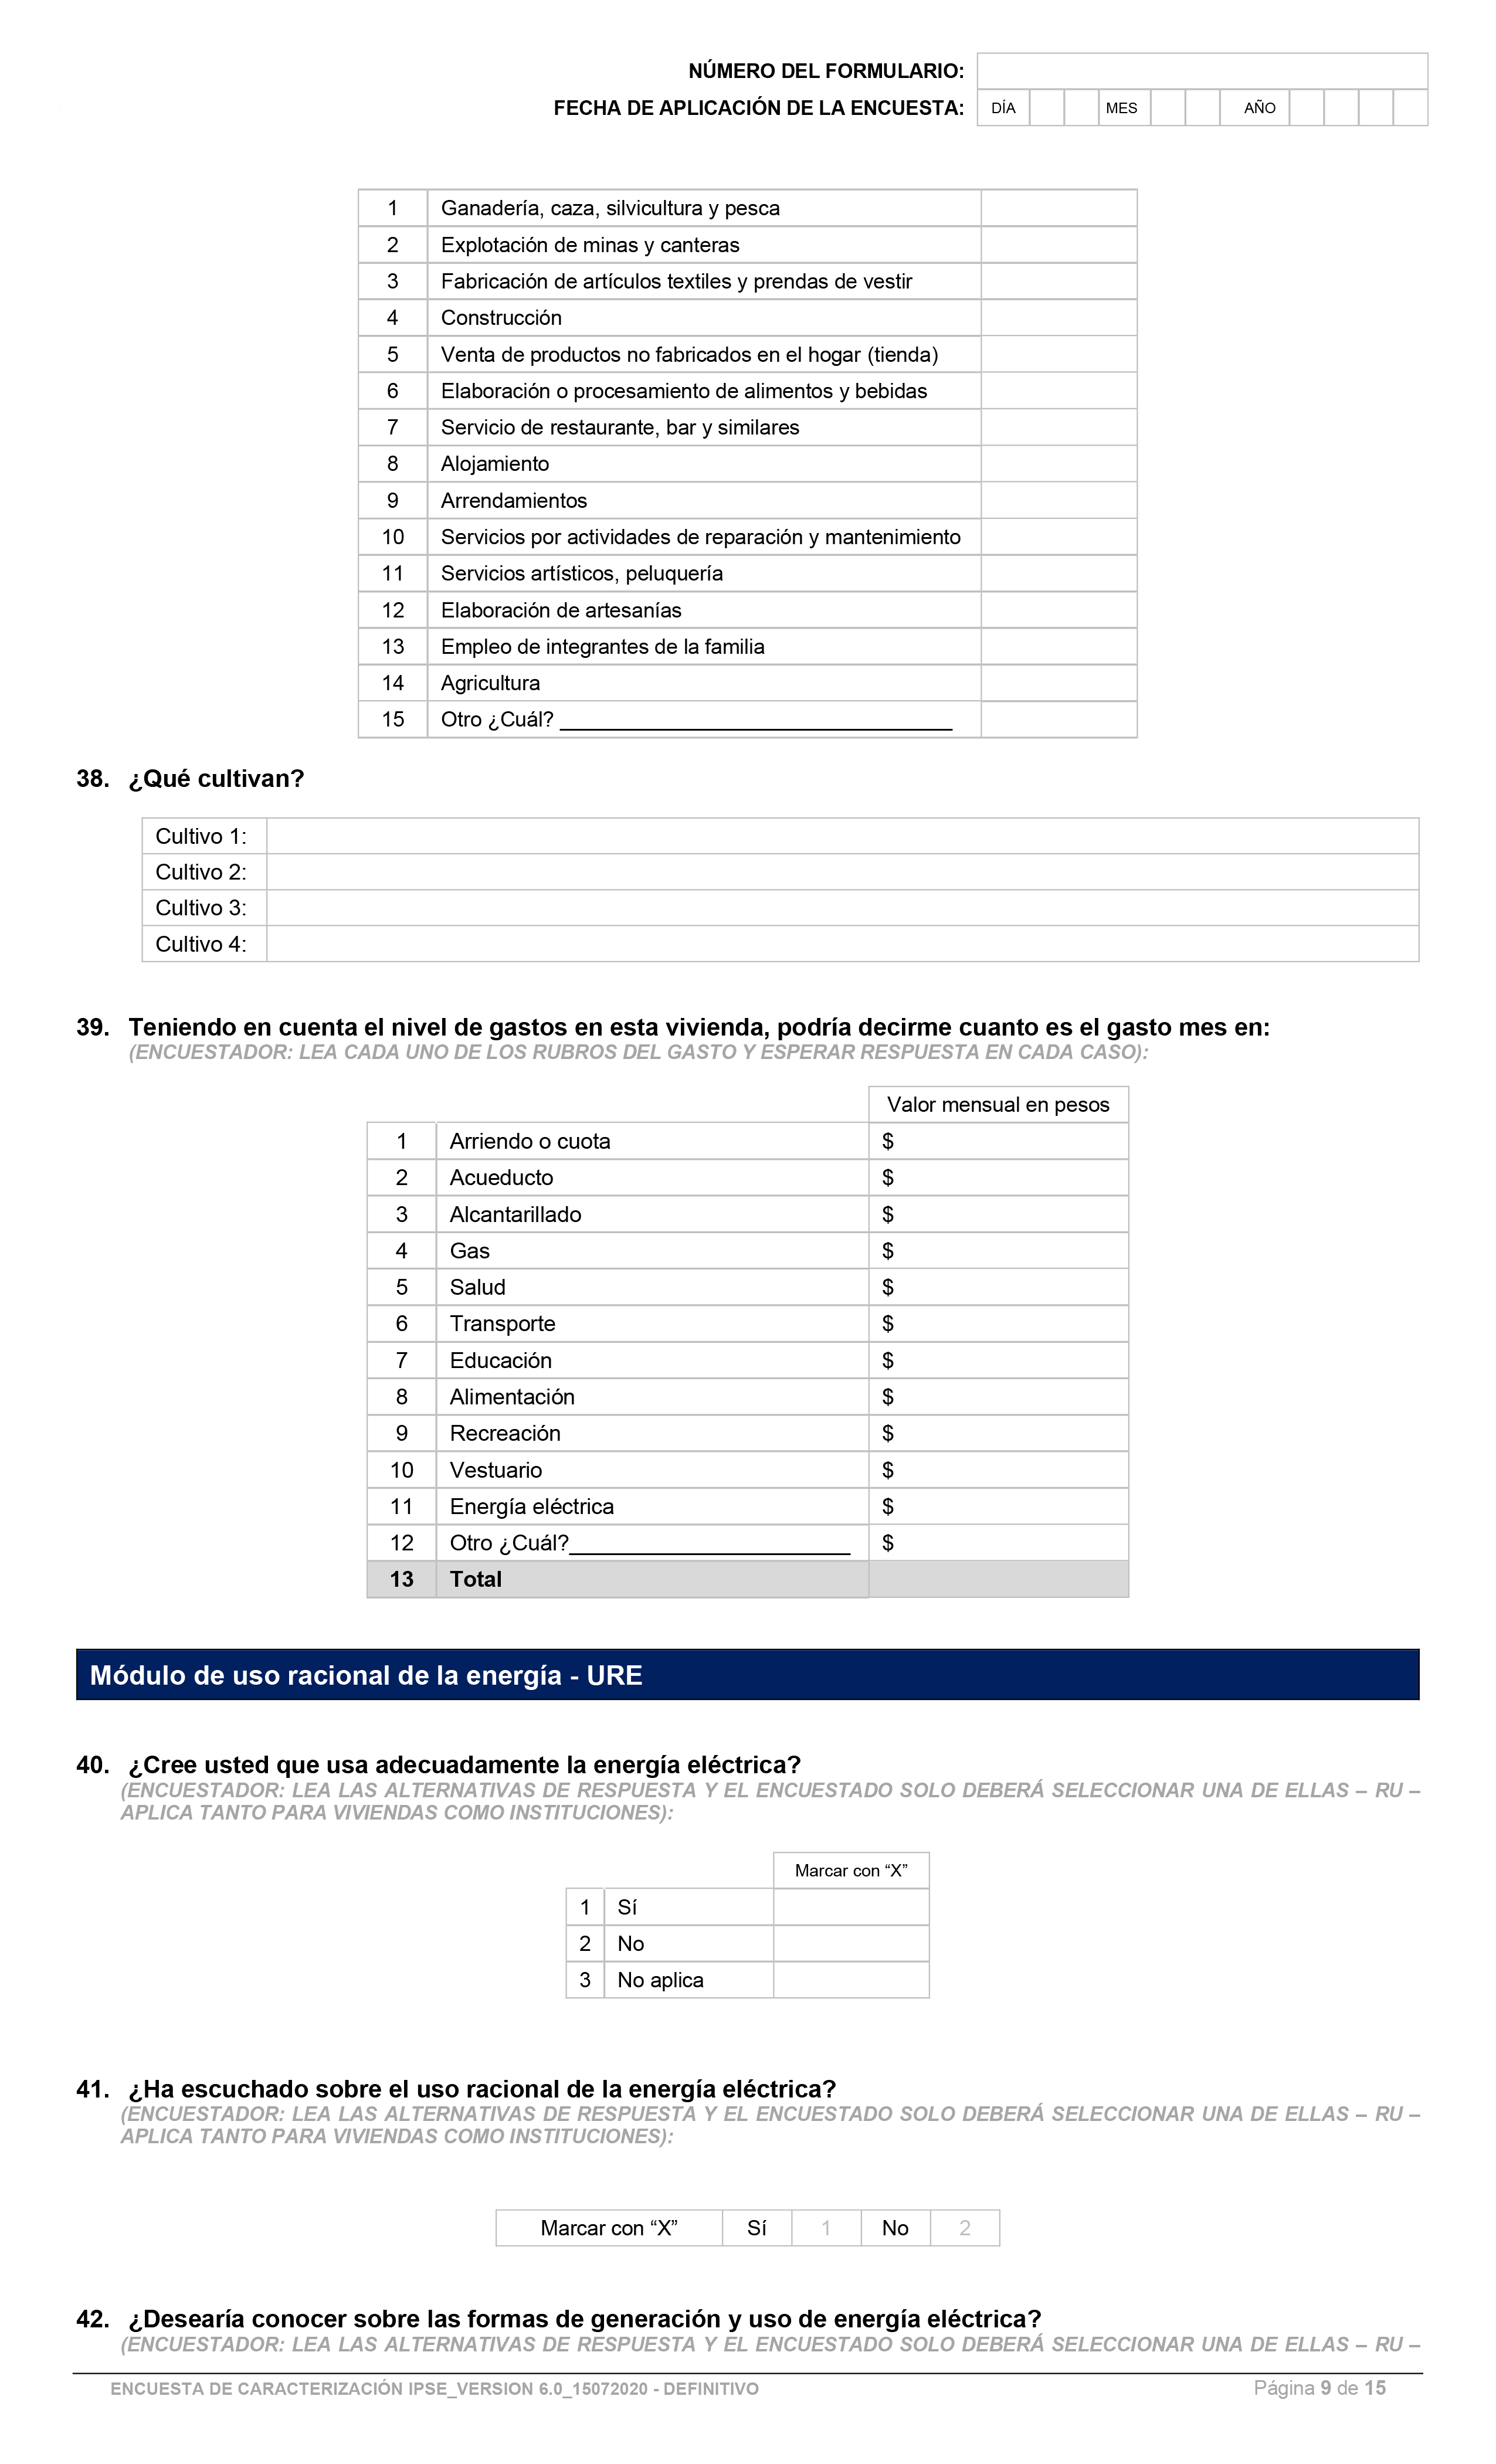 NÚMERO DEL FORMULARIO:
FECHA DE APLICACIÓN DE LA ENCUESTA: DÍA MES AÑO
1 Ganadería, caza, silvicultura y pesca
2 Explotación de minas y canteras
3 Fabricación de artículos textiles y prendas de vestir
4 Construcción
5 Venta de productos no fabricados en el hogar (tienda)
6 Elaboración o procesamiento de alimentos y bebidas
7 Servicio de restaurante, bar y similares
8 Alojamiento
9 Arrendamientos
10 Servicios por actividades de reparación y mantenimiento
11 Servicios artísticos, peluquería
12 Elaboración de artesanías
13 Empleo de integrantes de la familia
14 Agricultura
15 Otro ¿Cuál? ________________________________
38. ¿Qué cultivan?
Cultivo 1:
Cultivo 2:
Cultivo 3:
Cultivo 4:
39. Teniendo en cuenta el nivel de gastos en esta vivienda, podría decirme cuanto es el gasto mes en:
(ENCUESTADOR: LEA CADA UNO DE LOS RUBROS DEL GASTO Y ESPERAR RESPUESTA EN CADA CASO):
Valor mensual en pesos
1 Arriendo o cuota $
2 Acueducto $
3 Alcantarillado $
4 Gas $
5 Salud $
6 Transporte $
7 Educación $
8 Alimentación $
9 Recreación $
10 Vestuario $
11 Energía eléctrica $
12 Otro ¿Cuál?_______________________ $
13 Total
Módulo de uso racional de la energía - URE
40. ¿Cree usted que usa adecuadamente la energía eléctrica?
(ENCUESTADOR: LEA LAS ALTERNATIVAS DE RESPUESTA Y EL ENCUESTADO SOLO DEBERÁ SELECCIONAR UNA DE ELLAS – RU –
APLICA TANTO PARA VIVIENDAS COMO INSTITUCIONES):
Marcar con “X”
1 Sí
2 No
3 No aplica
41. ¿Ha escuchado sobre el uso racional de la energía eléctrica?
(ENCUESTADOR: LEA LAS ALTERNATIVAS DE RESPUESTA Y EL ENCUESTADO SOLO DEBERÁ SELECCIONAR UNA DE ELLAS – RU –
APLICA TANTO PARA VIVIENDAS COMO INSTITUCIONES):
Marcar con “X” Sí 1 No 2
42. ¿Desearía conocer sobre las formas de generación y uso de energía eléctrica?
(ENCUESTADOR: LEA LAS ALTERNATIVAS DE RESPUESTA Y EL ENCUESTADO SOLO DEBERÁ SELECCIONAR UNA DE ELLAS – RU –
ENCUESTA DE CARACTERIZACIÓN IPSE_VERSION 6.0_15072020 - DEFINITIVO Página 9 de 15